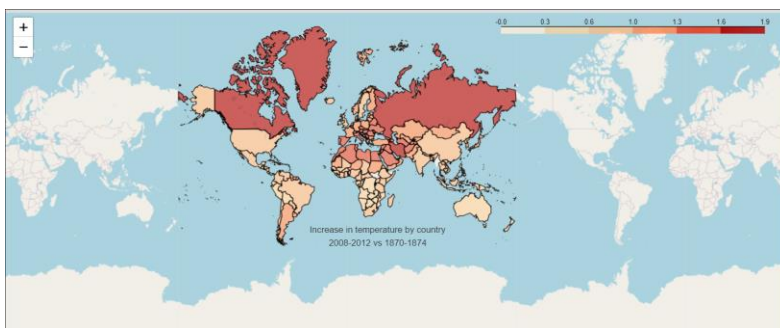 +
−
-0.0 0.3 0.6 1.0 1.3 1.6 1.9
Increase in temperature by country
2008-2012 vs 1870-1874